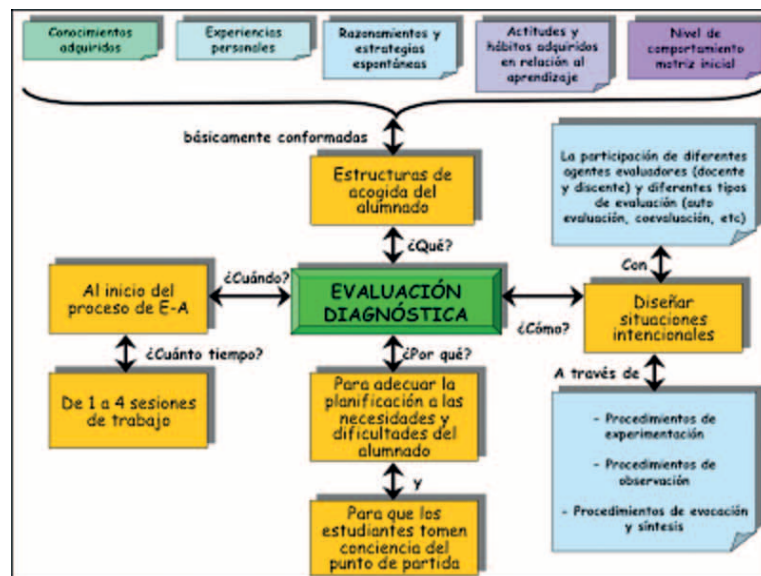 Conocimientos
adquiridos
Experiencias
personales
Razonamientos y
estrategias
espontáneas
Actitudes y
hábitos adquiridos
en relación al
aprendizaje
Nivel de
comportamiento
motriz inicial
básicamente conformadas
Estructuras de
acogida del
alumnado
La participación de diferentes
agentes evaluadores (docente
y discente) y diferentes tipos
de evaluación (auto
evaluación, coevaluación, etc)
¿Qué?
Con
¿Cuándo?
Al inicio del
proceso de E-A
EVALUACIÓN
DIAGNÓSTICA
¿Cómo?
Diseñar
situaciones
intencionales
¿Cuánto tiempo?
¿Por qué?
A través de
De 1 a 4 sesiones
de trabajo
Para adecuar la
planificación a las
necesidades y
dificultades del
alumnado
- Procedimientos de
experimentación
- Procedimientos de
observación
- Procedimientos de evocación
y síntesis
y
Para que los
estudiantes tomen
conciencia del
punto de partida